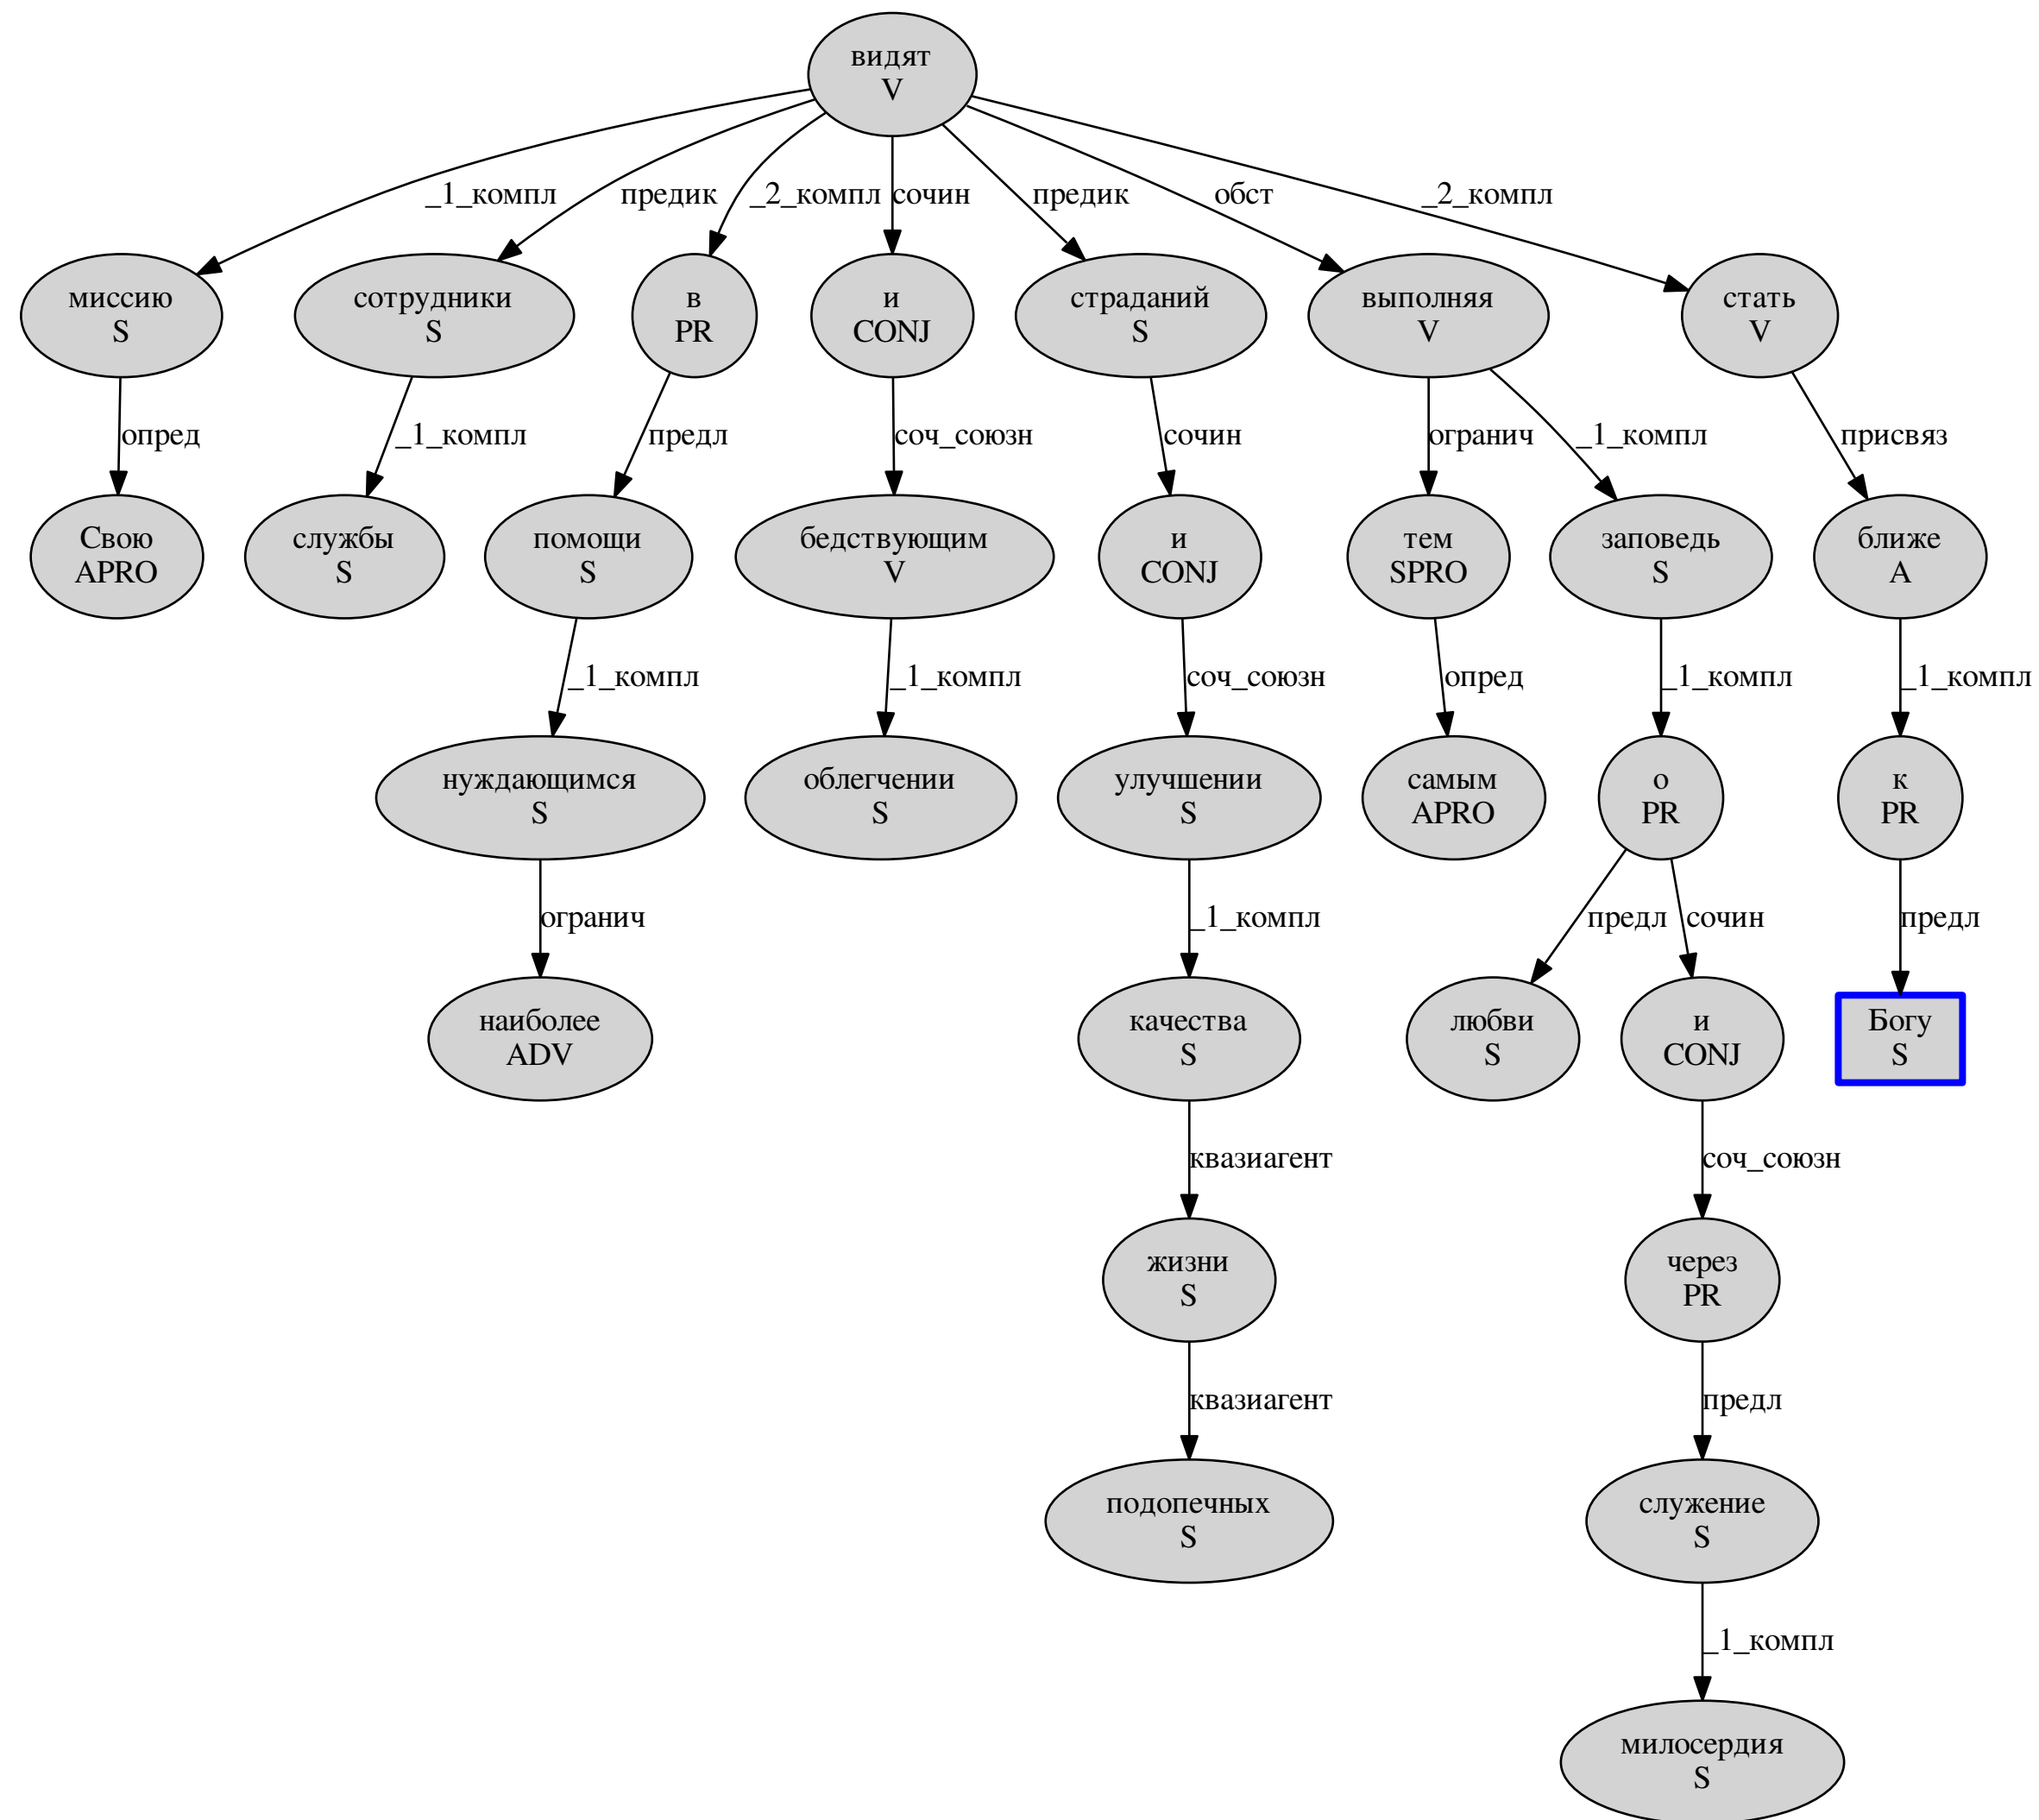 видят
V
_1_компл
предик
_2_компл
сочин
предик
обст
_2_компл
миссию
S
сотрудники
S
в
PR
и
CONJ
страданий
S
выполняя
V
стать
V
опред
_1_компл
предл
соч_союзн
сочин
огранич
_1_компл
присвяз
Свою
APRO
службы
S
помощи
S
бедствующим
V
и
CONJ
тем
SPRO
заповедь
S
ближе
A
_1_компл
_1_компл
соч_союзн
опред
_1_компл
_1_компл
нуждающимся
S
облегчении
S
улучшении
S
самым
APRO
о
PR
к
PR
огранич
_1_компл
предл
сочин
предл
наиболее
ADV
качества
S
любви
S
и
CONJ
Богу
S
квазиагент
соч_союзн
жизни
S
через
PR
квазиагент
предл
подопечных
S
служение
S
_1_компл
милосердия
S